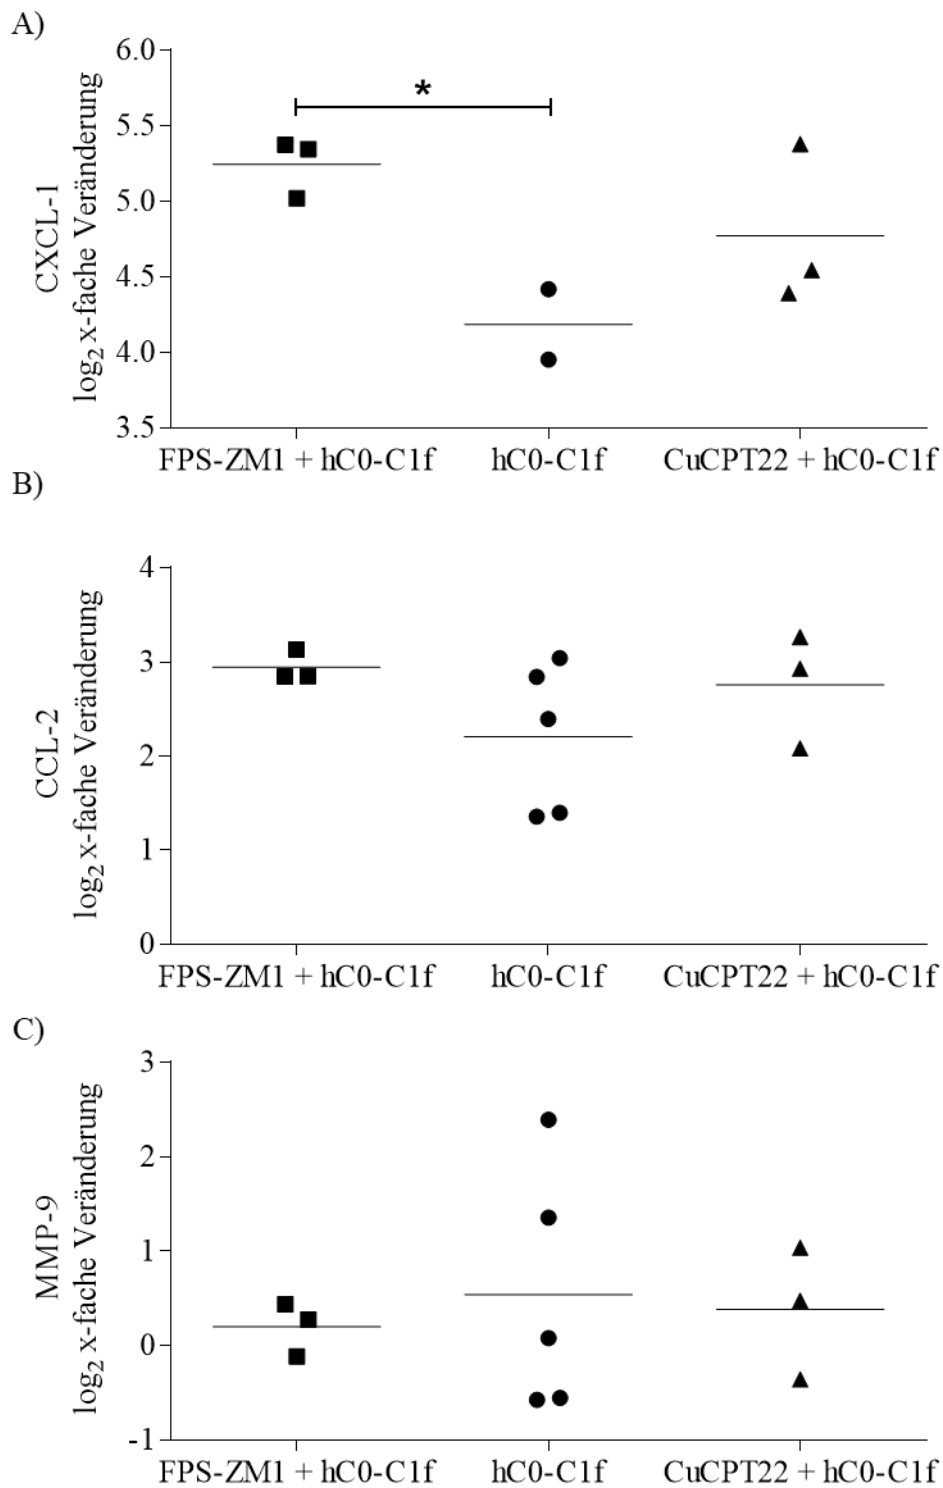 A)
CXCL-1
log₂ x-fache Veränderung
6.0
5.5
5.0
4.5
4.0
3.5
*
FPS-ZM1 + hC0-C1f
hC0-C1f
CuCPT22 + hC0-C1f
B)
CCL-2
log₂ x-fache Veränderung
4
3
2
1
0
FPS-ZM1 + hC0-C1f
hC0-C1f
CuCPT22 + hC0-C1f
C)
MMP-9
log₂ x-fache Veränderung
3
2
1
0
-1
FPS-ZM1 + hC0-C1f
hC0-C1f
CuCPT22 + hC0-C1f